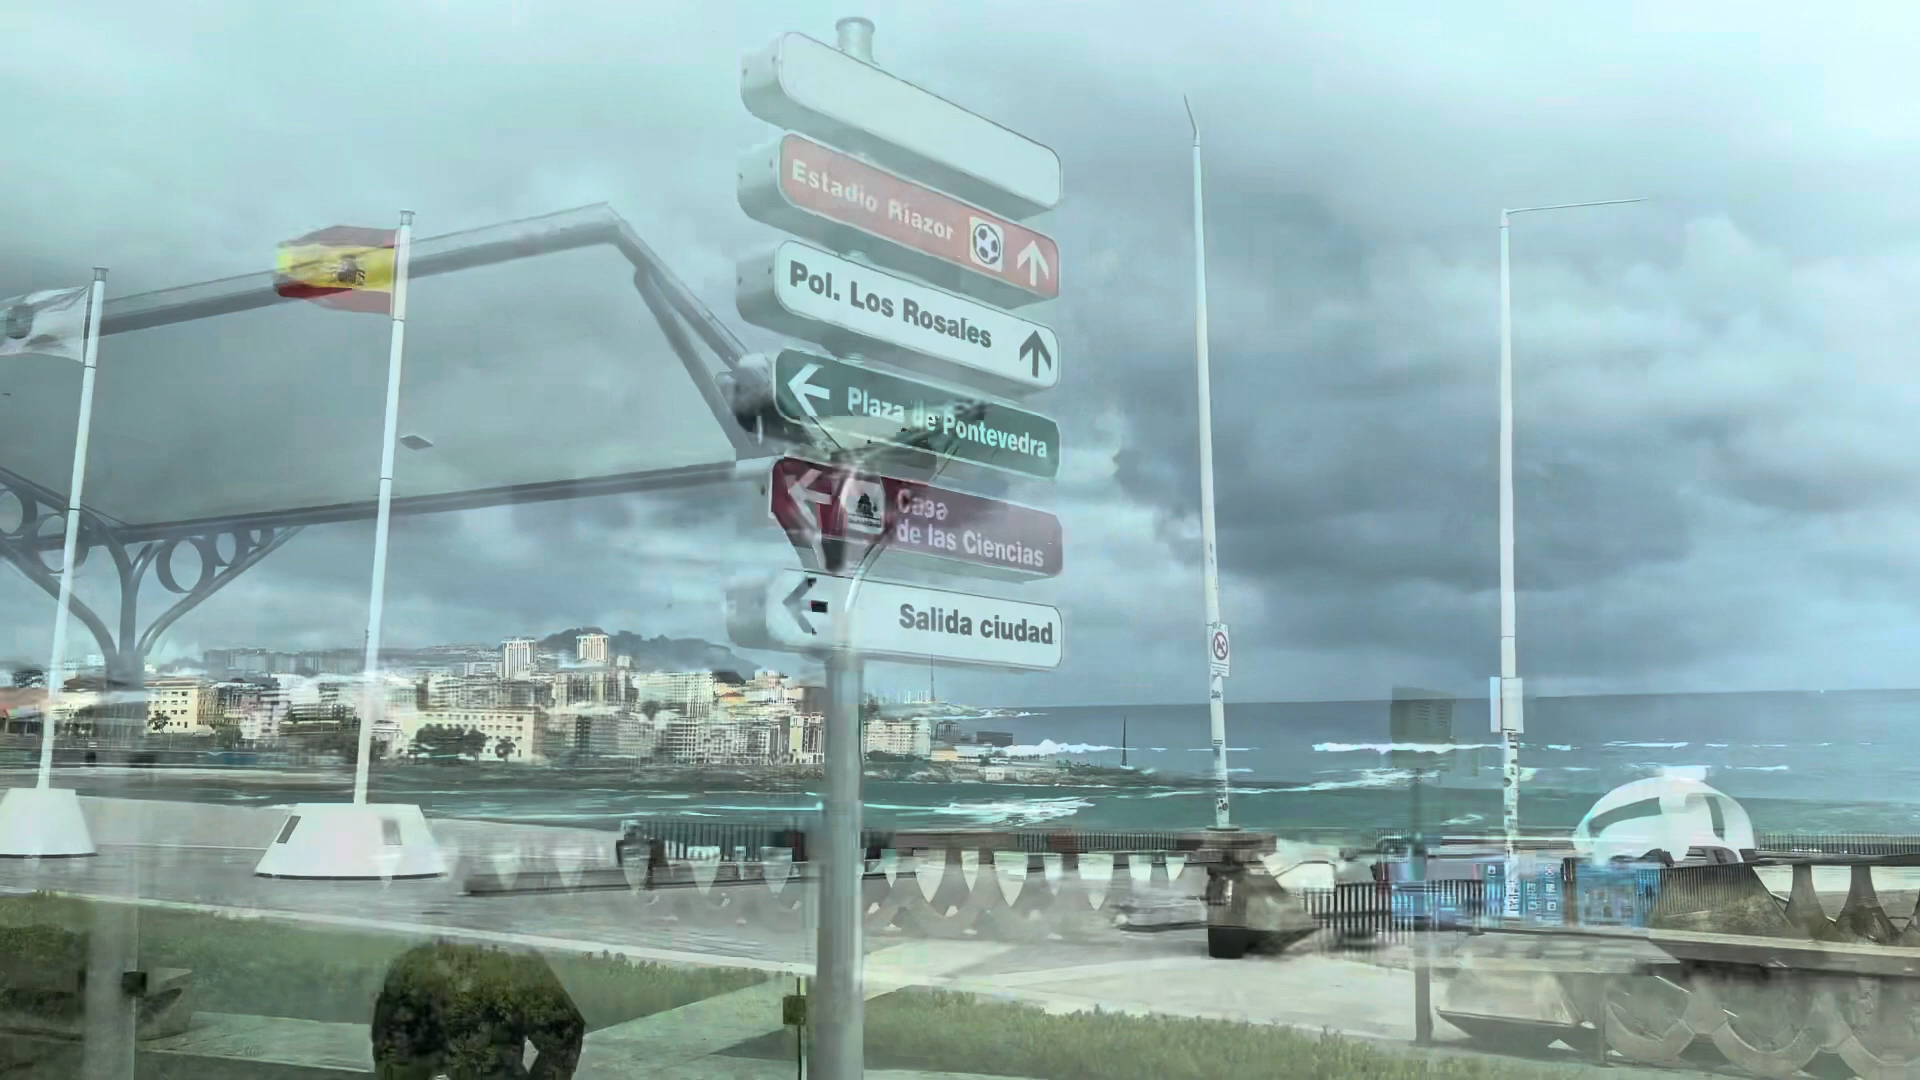 Estadio Riazor
Pol. Los Rosales
Plaza de Pontevedra
Casa
de las Ciencias
Salida ciudad